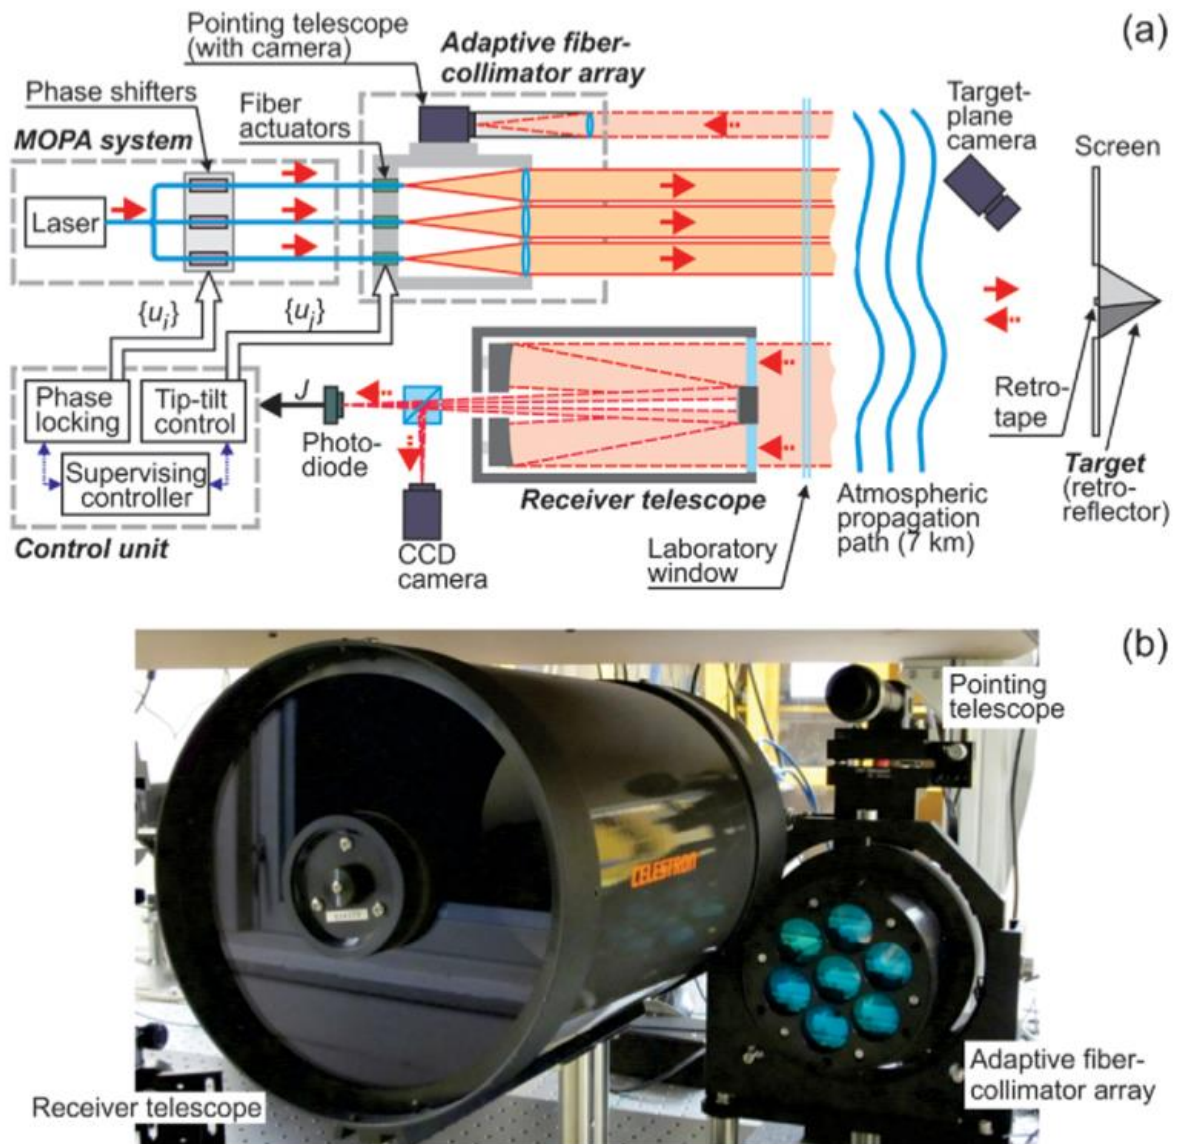 (a)
Pointing telescope
(with camera)
Adaptive fiber-
collimator array
Phase shifters
Fiber
actuators
MOPA system
Target-
plane
camera
Screen
Laser
{uj}
{uj}
Phase
locking
Tip-tilt
control
J
Photo-
diode
Supervising
controller
Control unit
CCD
camera
Receiver telescope
Laboratory
window
Atmospheric
propagation
path (7 km)
Retro-
tape
Target
(retro-
reflector)
(b)
Pointing
telescope
CELESTRON
Receiver telescope
Adaptive fiber-
collimator array